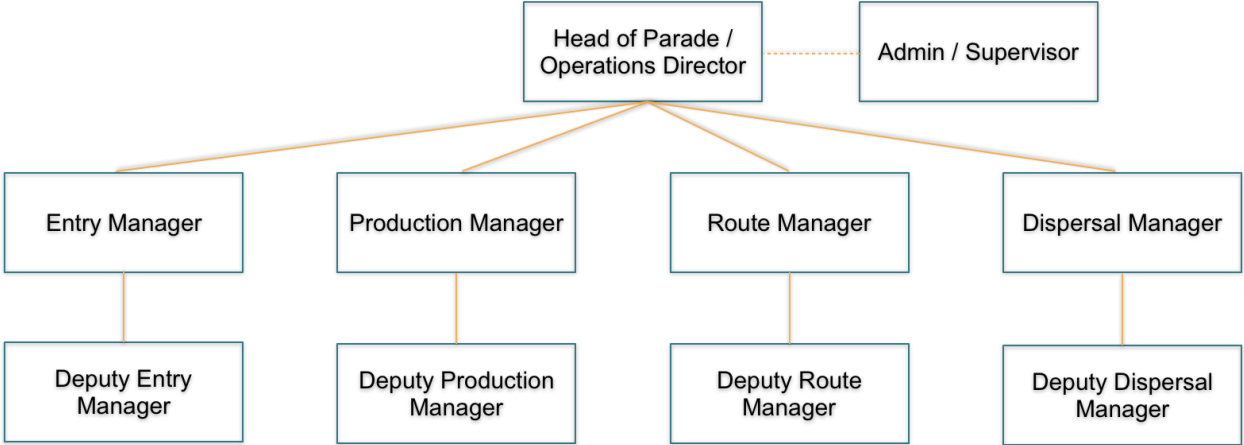 Head of Parade /
Operations Director
Admin / Supervisor
Entry Manager
Production Manager
Route Manager
Dispersal Manager
Deputy Entry
Manager
Deputy Production
Manager
Deputy Route
Manager
Deputy Dispersal
Manager